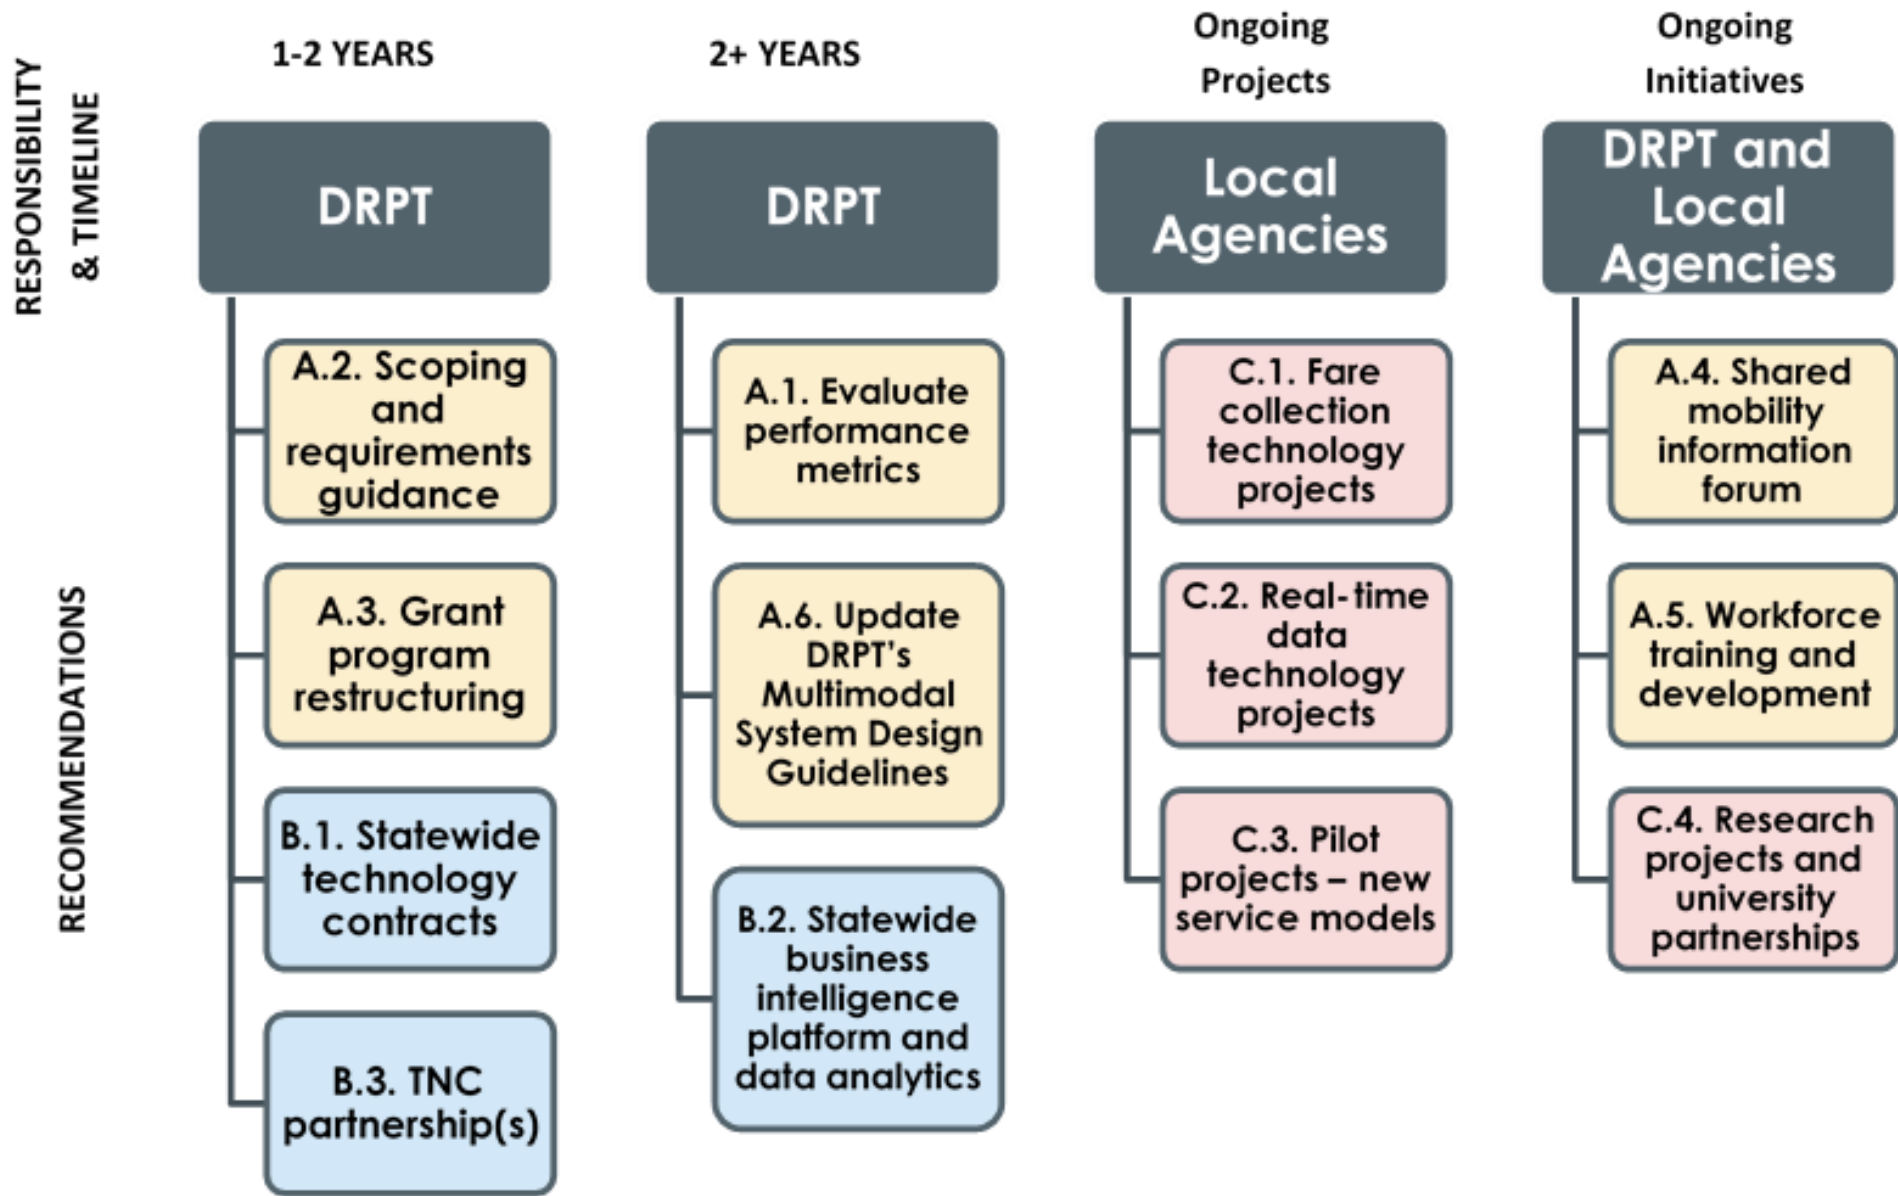 RESPONSIBILITY
& TIMELINE
1-2 YEARS
DRPT
A.2. Scoping
and
requirements
guidance
A.3. Grant
program
restructuring
B.1. Statewide
technology
contracts
B.3. TNC
partnership(s)
2+ YEARS
DRPT
A.1. Evaluate
performance
metrics
A.6. Update
DRPT’s
Multimodal
System Design
Guidelines
B.2. Statewide
business
intelligence
platform and
data analytics
Ongoing
Projects
Local
Agencies
C.1. Fare
collection
technology
projects
C.2. Real-time
data
technology
projects
C.3. Pilot
projects – new
service models
Ongoing
Initiatives
DRPT and
Local
Agencies
A.4. Shared
mobility
information
forum
A.5. Workforce
training and
development
C.4. Research
projects and
university
partnerships
RECOMMENDATIONS